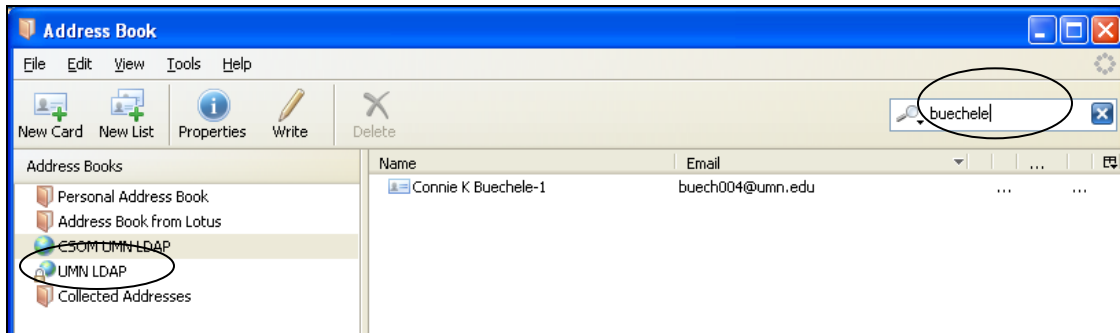 Address Book
File Edit View Tools Help
New Card New List Properties Write Delete
buechele
Address Books
Name Email ...
Personal Address Book
Connie K Buechele-1 buech004@umn.edu ... ...
Address Book from Lotus
CSOM UMN LDAP
UMN LDAP
Collected Addresses